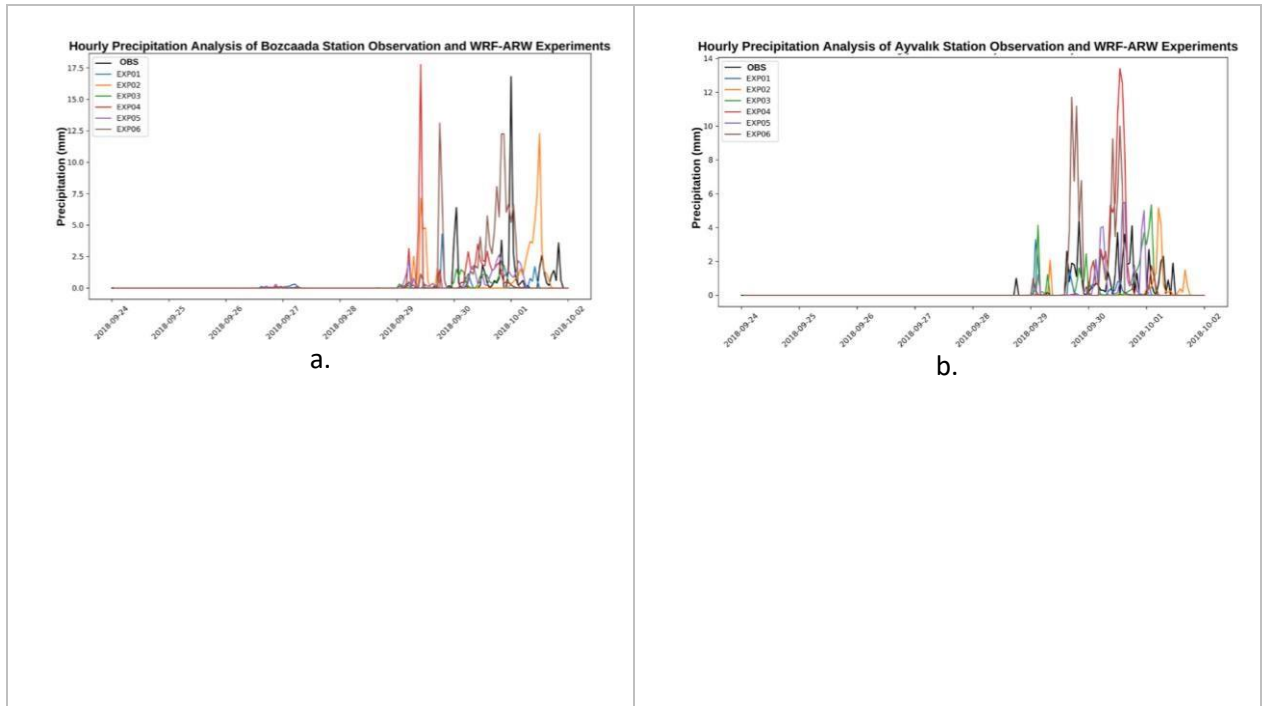 Hourly Precipitation Analysis of Bozcaada Station Observation and WRF-ARW Experiments
Precipitation (mm)
17.5
15.0
12.5
10.0
7.5
5.0
2.5
0.0
OBS
EXP01
EXP02
EXP03
EXP04
EXP05
EXP06
2018-09-24
2018-09-25
2018-09-26
2018-09-27
2018-09-28
2018-09-29
2018-09-30
2018-10-01
2018-10-02
a.
Hourly Precipitation Analysis of Ayvalık Station Observation and WRF-ARW Experiments
Precipitation (mm)
14
12
10
8
6
4
2
0
OBS
EXP01
EXP02
EXP03
EXP04
EXP05
EXP06
2018-09-24
2018-09-25
2018-09-26
2018-09-27
2018-09-28
2018-09-29
2018-09-30
2018-10-01
2018-10-02
b.